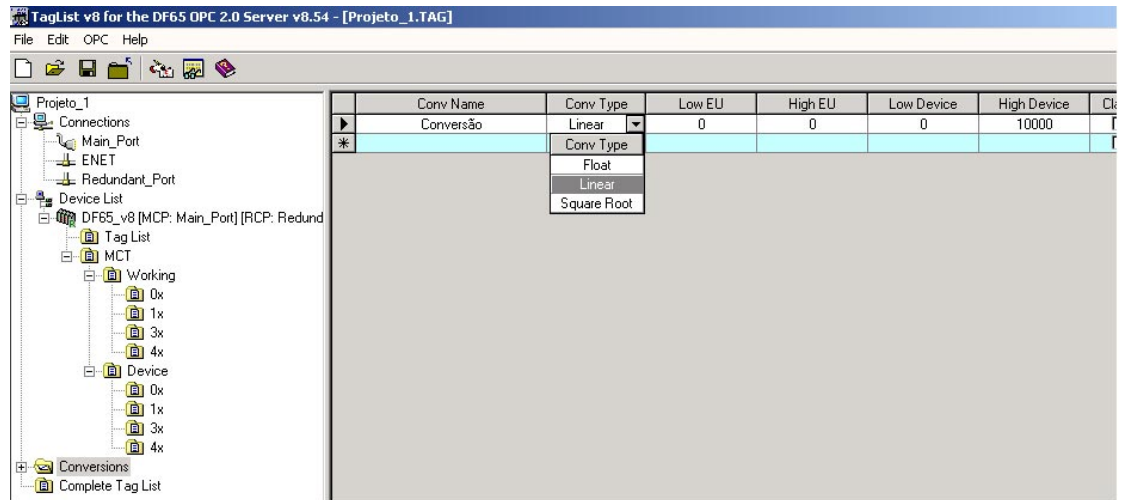 TagList v8 for the DF65 OPC 2.0 Server v8.54 - [Projeto_1.TAG]
File Edit OPC Help
Projeto_1
Connections
Main_Port
ENET
Redundant_Port
Device List
DF65_v8 [MCP: Main_Port] [RCP: Redund
Tag List
MCT
Working
0x
1x
3x
4x
Device
0x
1x
3x
4x
Conversions
Complete Tag List
Conv Name Conv Type Low EU High EU Low Device High Device Cla
Conversão Linear 0 0 0 10000
Conv Type
Float
Linear
Square Root